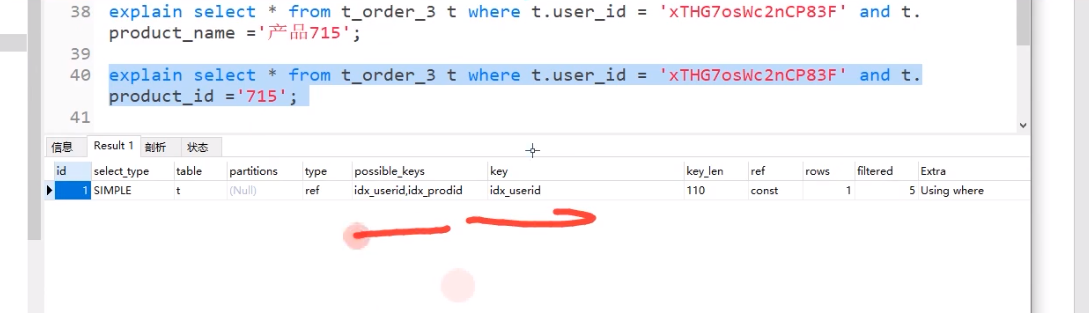 38 explain select * from t_order_3 t where t.user_id = 'xTHG7osWc2nCP83F' and t.
product_name ='产品715';
39
40 explain select * from t_order_3 t where t.user_id = 'xTHG7osWc2nCP83F' and t.
product_id ='715';
41
信息 Result 1 剖析 状态
id select_type table partitions type possible_keys key key_len ref rows filtered Extra
1 SIMPLE t (Null) ref idx_userid,idx_prodid idx_userid 110 const 1 5 Using where